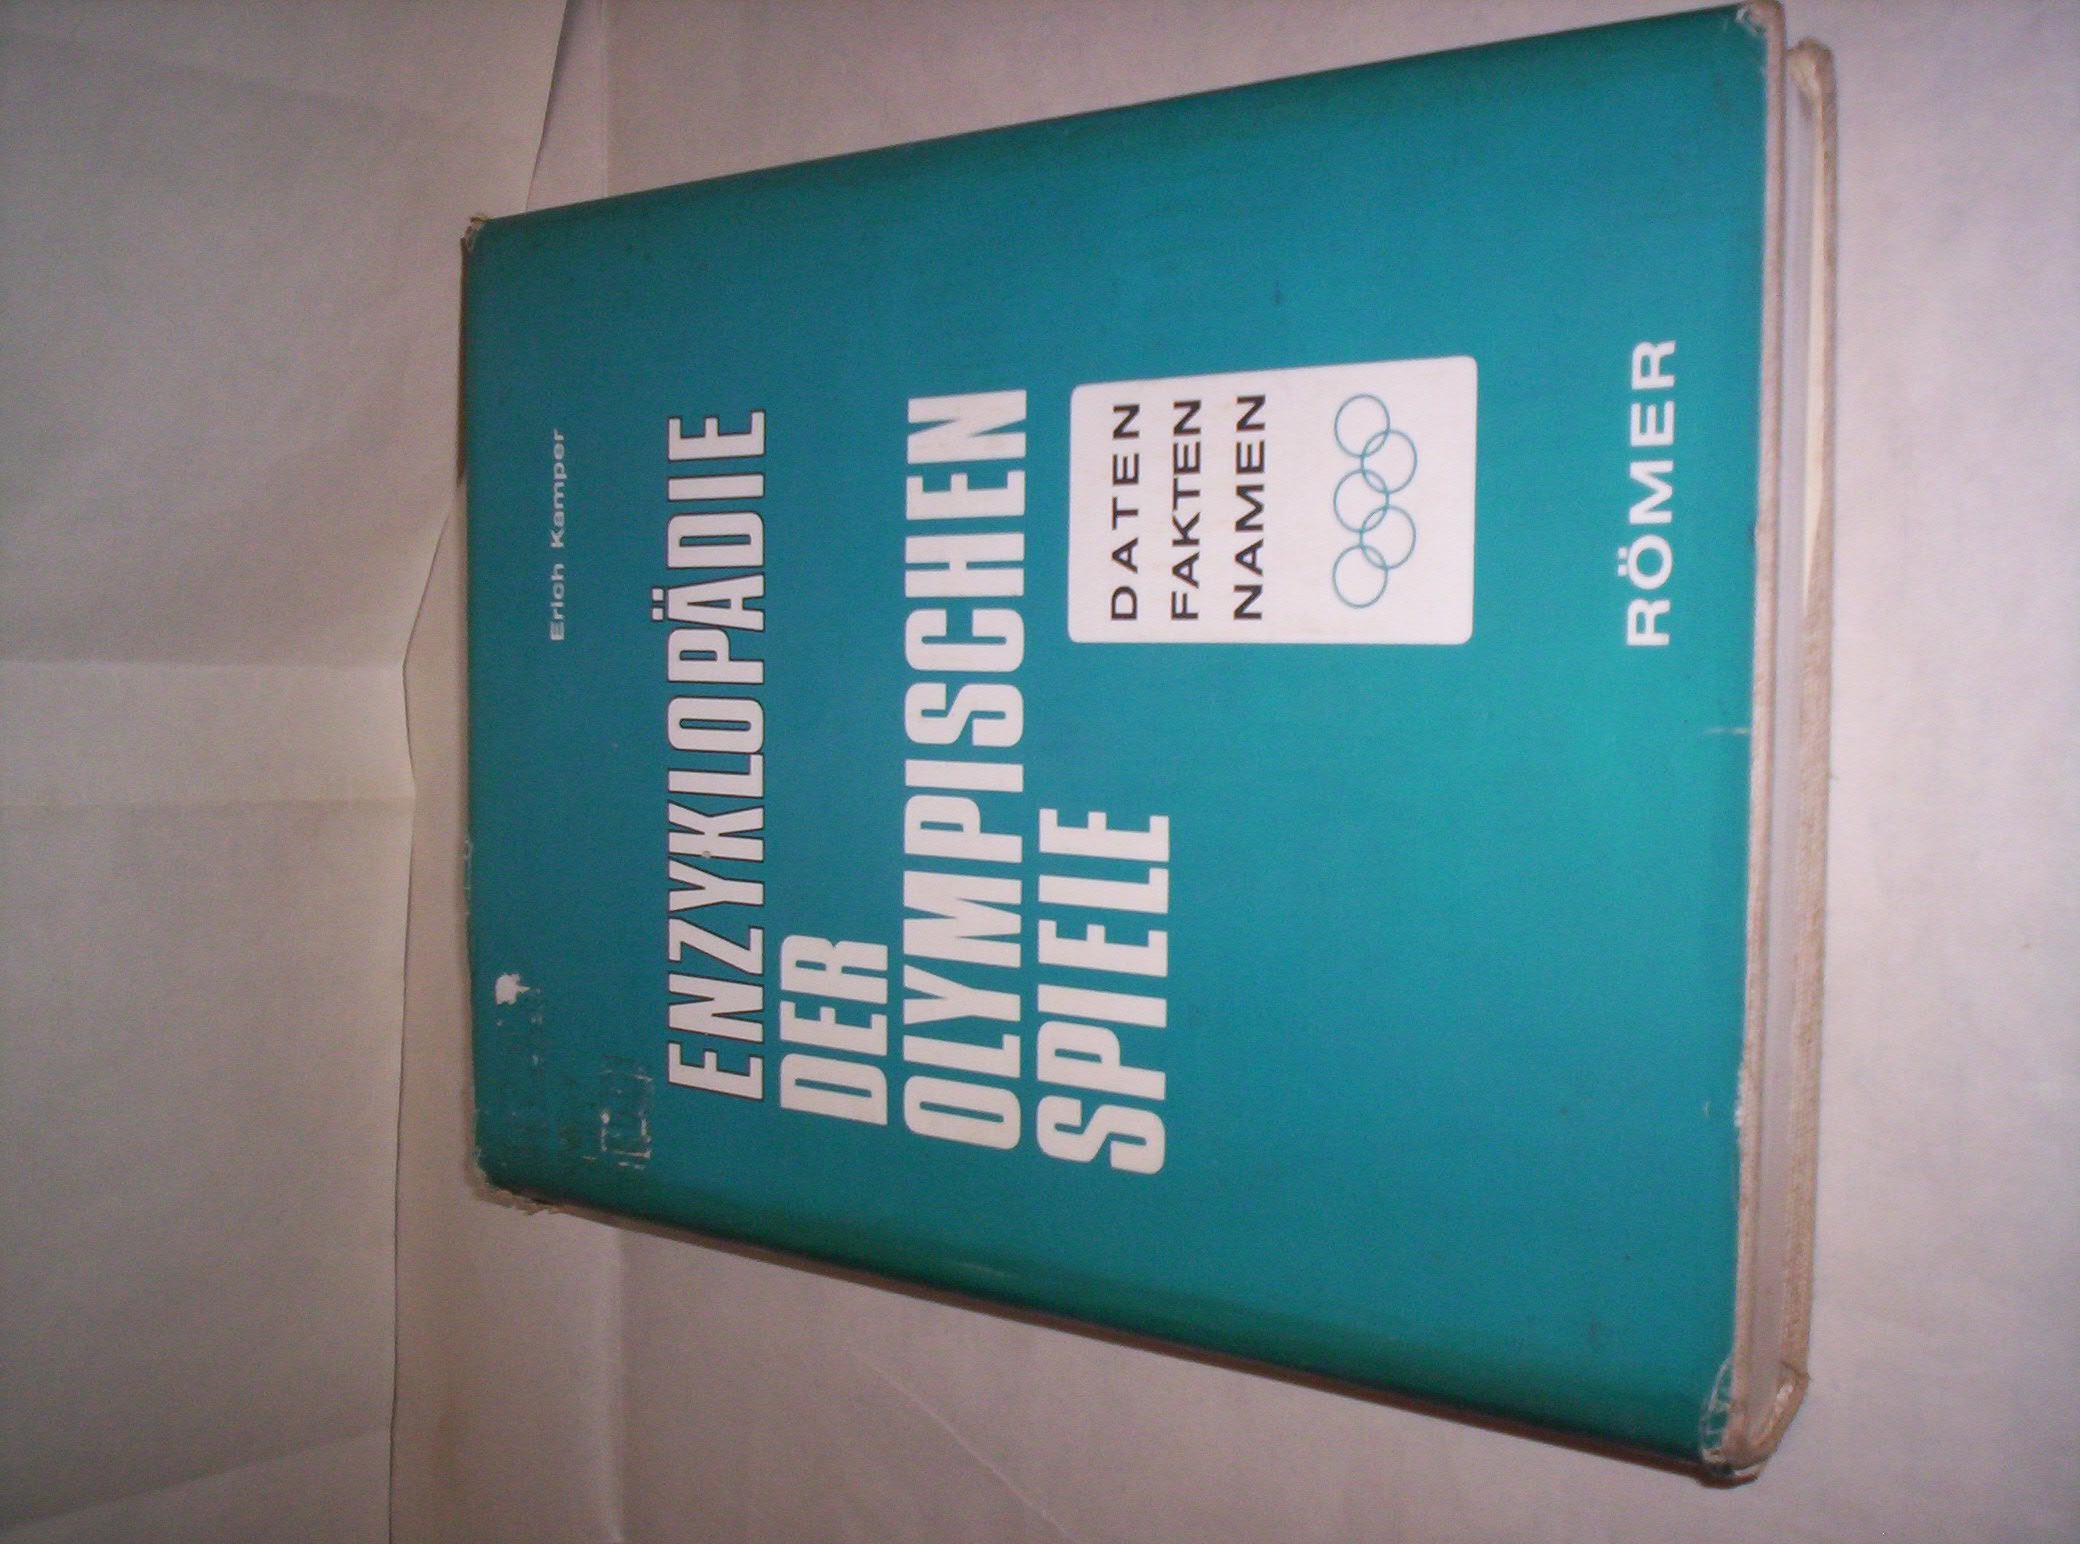 Erich Kamper
ENZYKLOPÄDIE
DER
OLYMPISCHEN
SPIELE
DATEN
FAKTEN
NAMEN
RÖMER